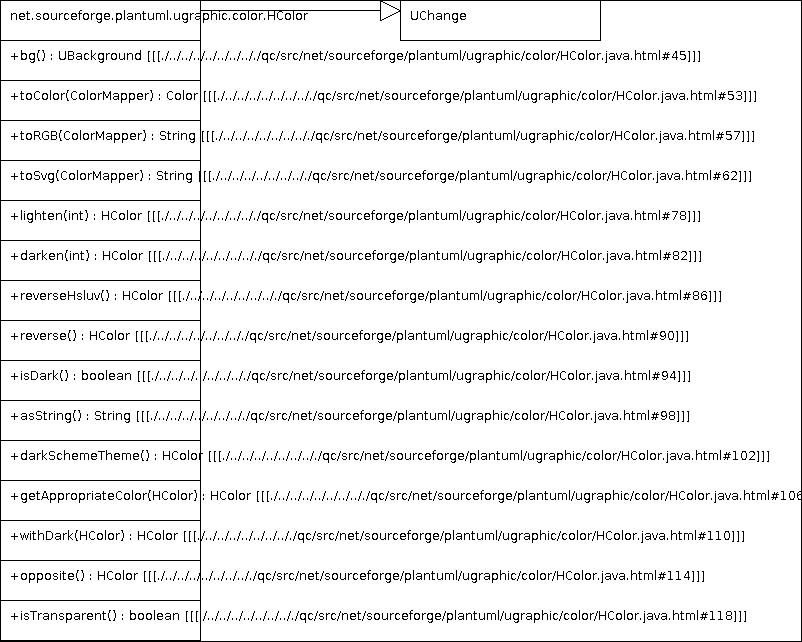 net.sourceforge.plantuml.ugraphic.color.HColor
UChange
+bg() : UBackground [[[./../../../../../../../qc/src/net/sourceforge/plantuml/ugraphic/color/HColor.java.html#45]]]
+toColor(ColorMapper) : Color [[[./../../../../../../../qc/src/net/sourceforge/plantuml/ugraphic/color/HColor.java.html#53]]]
+toRGB(ColorMapper) : String [[[./../../../../../../../qc/src/net/sourceforge/plantuml/ugraphic/color/HColor.java.html#57]]]
+toSvg(ColorMapper) : String [[[./../../../../../../../qc/src/net/sourceforge/plantuml/ugraphic/color/HColor.java.html#62]]]
+lighten(int) : HColor [[[./../../../../../../../qc/src/net/sourceforge/plantuml/ugraphic/color/HColor.java.html#78]]]
+darken(int) : HColor [[[./../../../../../../../qc/src/net/sourceforge/plantuml/ugraphic/color/HColor.java.html#82]]]
+reverseHsluv() : HColor [[[./../../../../../../../qc/src/net/sourceforge/plantuml/ugraphic/color/HColor.java.html#86]]]
+reverse() : HColor [[[./../../../../../../../qc/src/net/sourceforge/plantuml/ugraphic/color/HColor.java.html#90]]]
+isDark() : boolean [[[./../../../../../../../qc/src/net/sourceforge/plantuml/ugraphic/color/HColor.java.html#94]]]
+asString() : String [[[./../../../../../../../qc/src/net/sourceforge/plantuml/ugraphic/color/HColor.java.html#98]]]
+darkSchemeTheme() : HColor [[[./../../../../../../../qc/src/net/sourceforge/plantuml/ugraphic/color/HColor.java.html#102]]]
+getAppropriateColor(HColor) : HColor [[[./../../../../../../../qc/src/net/sourceforge/plantuml/ugraphic/color/HColor.java.html#106
+withDark(HColor) : HColor [[[./../../../../../../../qc/src/net/sourceforge/plantuml/ugraphic/color/HColor.java.html#110]]]
+opposite() : HColor [[[./../../../../../../../qc/src/net/sourceforge/plantuml/ugraphic/color/HColor.java.html#114]]]
+isTransparent() : boolean [[[./../../../../../../../qc/src/net/sourceforge/plantuml/ugraphic/color/HColor.java.html#118]]]